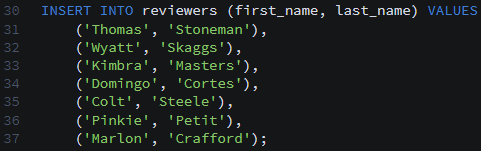 30 INSERT INTO reviewers (first_name, last_name) VALUES
31 ('Thomas', 'Stoneman'),
32 ('Wyatt', 'Skaggs'),
33 ('Kimbra', 'Masters'),
34 ('Domingo', 'Cortes'),
35 ('Colt', 'Steele'),
36 ('Pinkie', 'Petit'),
37 ('Marlon', 'Crafford');